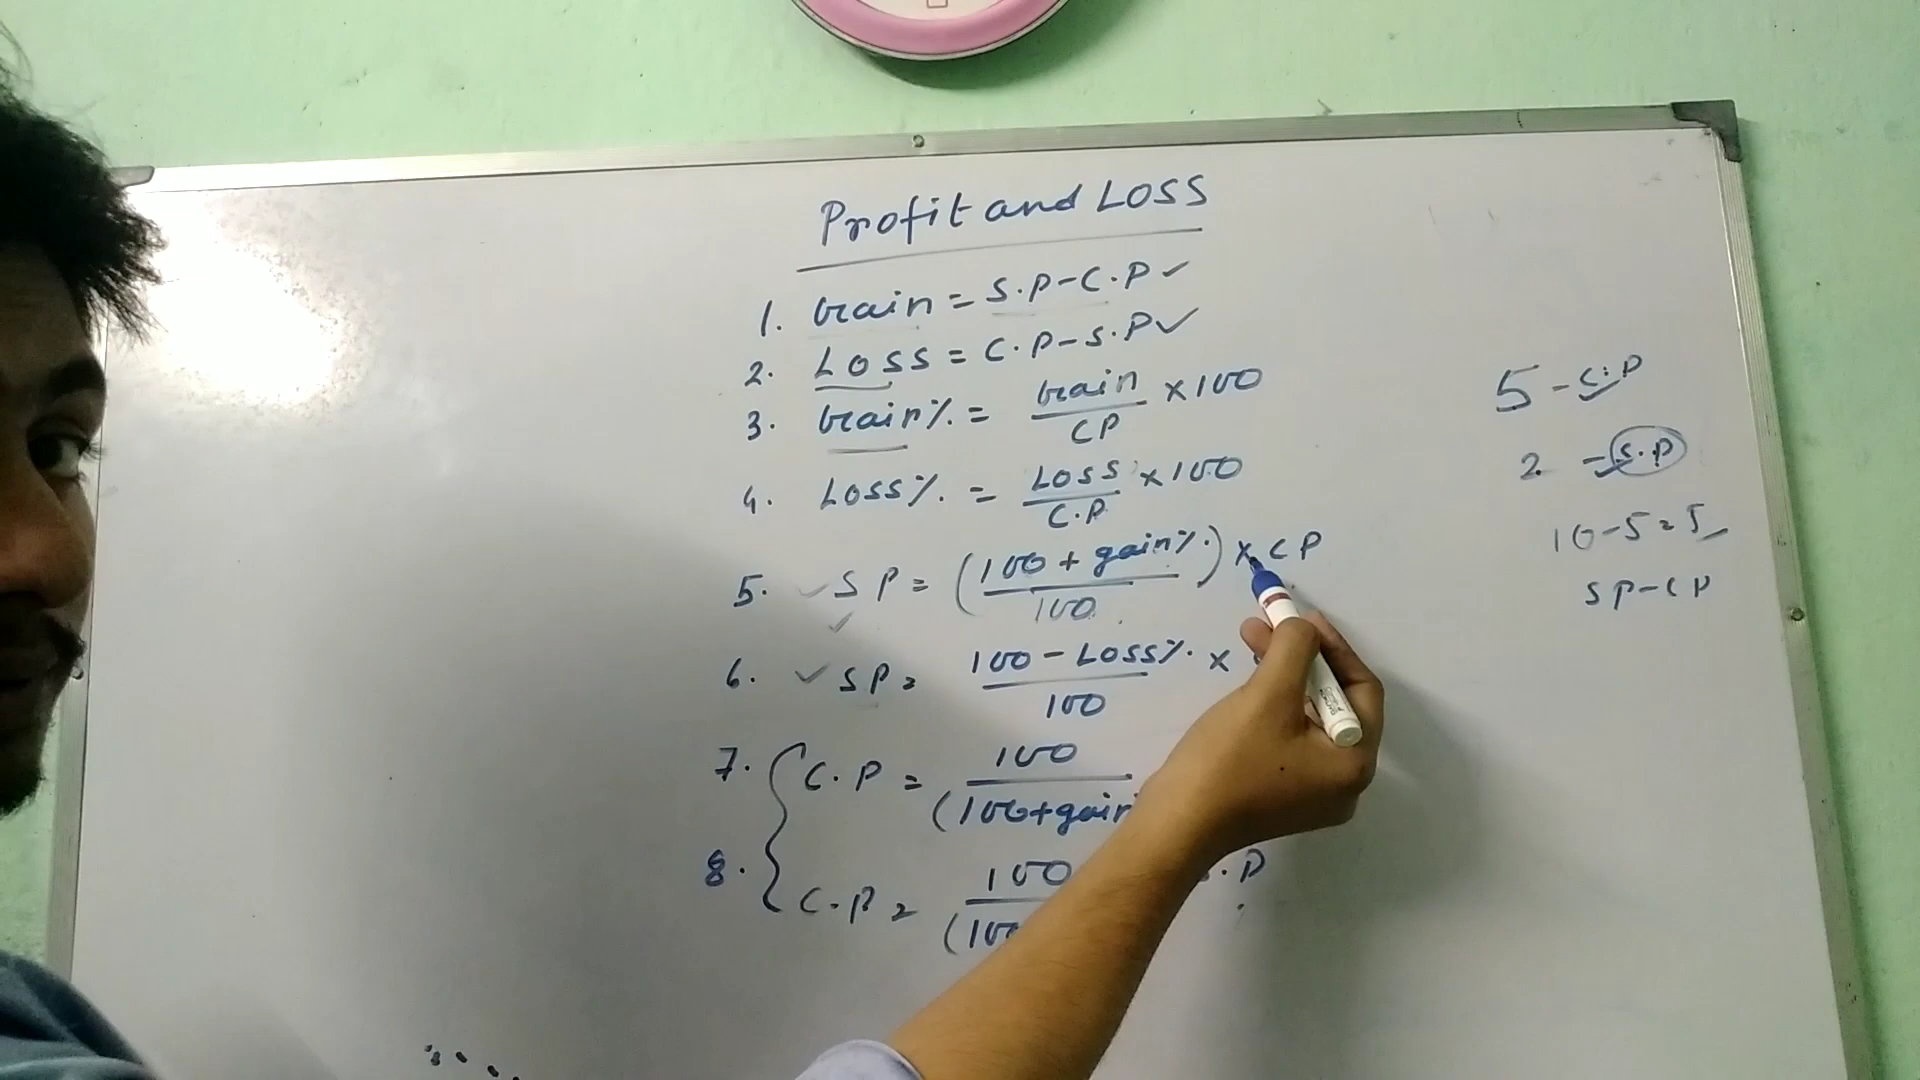 Profit and LOSS
1. Gain = S.P-C.P ✓
2. LOSS = C.P-S.P ✓
3. Gain% = Gain/CP ×100
4. LOSS% = LOSS/C.P ×100
5. ✓ SP = (100 + gain%/100) × CP
6. ✓ SP = 100 - LOSS%/100 ×
7. C.P = 100/(100+gain
8. C.P = 100/(100 S.P
5 - C.P
2 - S.P
10-5=5
SP-CP